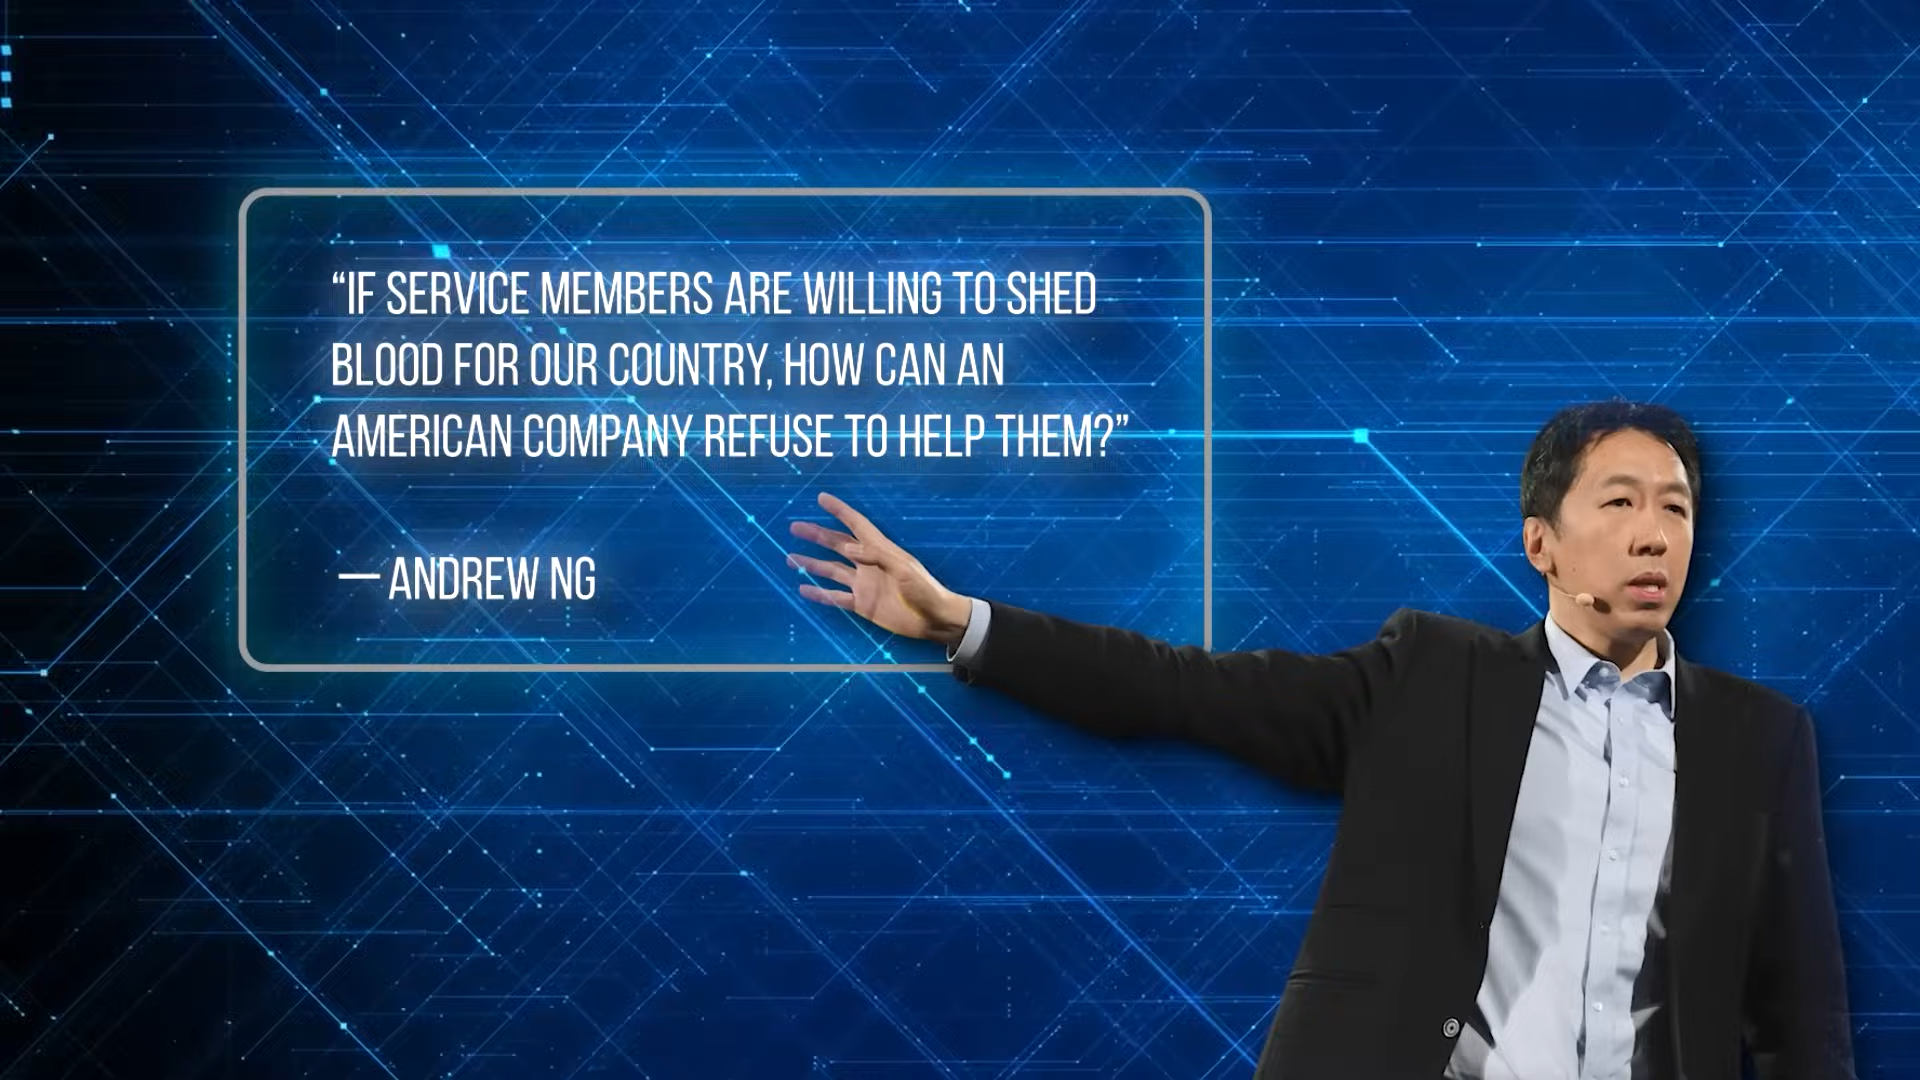 “IF SERVICE MEMBERS ARE WILLING TO SHED
BLOOD FOR OUR COUNTRY, HOW CAN AN
AMERICAN COMPANY REFUSE TO HELP THEM?”
— ANDREW NG